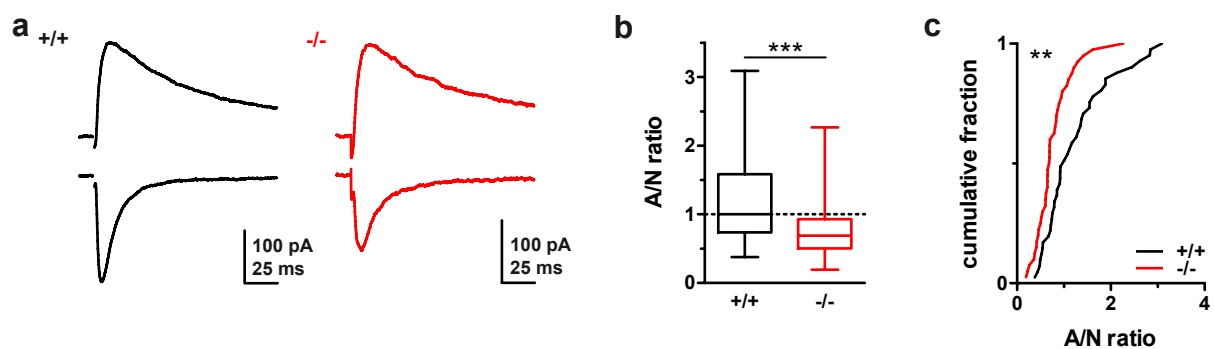 a
+/+
-/-
100 pA
25 ms
100 pA
25 ms
b
***
A/N ratio
3
2
1
0
+/+
-/-
c
**
cumulative fraction
1
0
0
2
4
A/N ratio
+/+
-/-